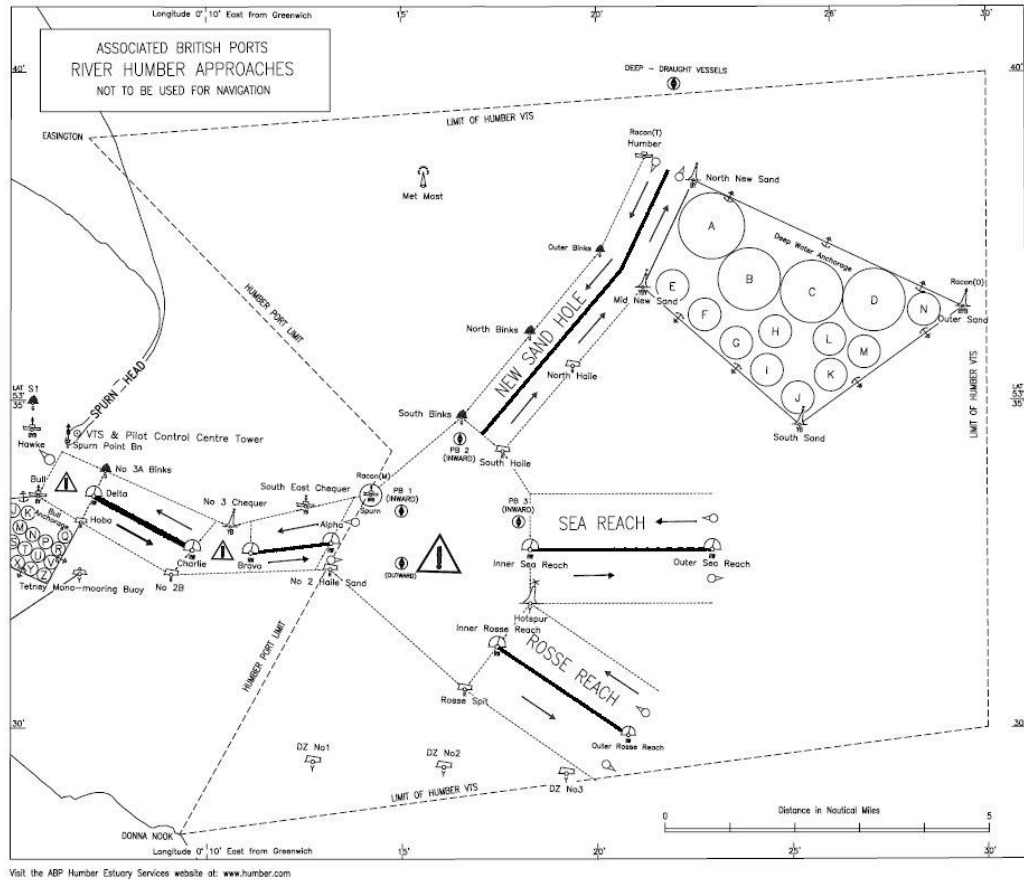 Longitude 0° 10' East from Greenwich
15'
20'
26'
30'
ASSOCIATED BRITISH PORTS
RIVER HUMBER APPROACHES
NOT TO BE USED FOR NAVIGATION
40'
40'
DEEP - DRAUGHT VESSELS
LIMIT OF HUMBER VTS
EASINGTON
Racon(T)
Humber
Met Mast
North New Sand
A
Deep Water Anchorage
Outer Binks
B
C
D
E
Mid New Sand
N
Racon(O)
Outer Sand
HUMBER PORT LIMIT
F
G
H
L
M
I
K
J
North Binks
NEW SAND HOLE
North Haile
LIMIT OF HUMBER VTS
SPURN HEAD
LAT
53°
35'
S1
LAT
53°
35'
South Binks
South Sand
Hawke
VTS & Pilot Control Centre Tower
Spurn Point Bn
PB 2
(INWARD)
South Haile
No 3A Binks
Bull
Delta
South East Chequer
Racon(M)
Spurn
PB 1
(INWARD)
PB 3
(INWARD)
No 3 Chequer
SEA REACH
Bull
Anchorage
Hobo
Alpha
J
K
M
N
P
Q
S
T
U
V
R
X
Y
Z
Charlie
Bravo
No 2 Haile Sand
(OUTWARD)
Inner Sea Reach
Outer Sea Reach
Tetney Mono-mooring Buoy
No 2B
Hotspur
Inner Rosse Reach
ROSSE REACH
HUMBER PORT LIMIT
Rosse Spit
30'
30'
Outer Rosse Reach
DZ No1
DZ No2
DZ No3
LIMIT OF HUMBER VTS
Distance in Nautical Miles
0
5
DONNA NOOK
Longitude 0° 10' East from Greenwich
15'
20'
25'
30'
Visit the ABP Humber Estuary Services website at: www.humber.com